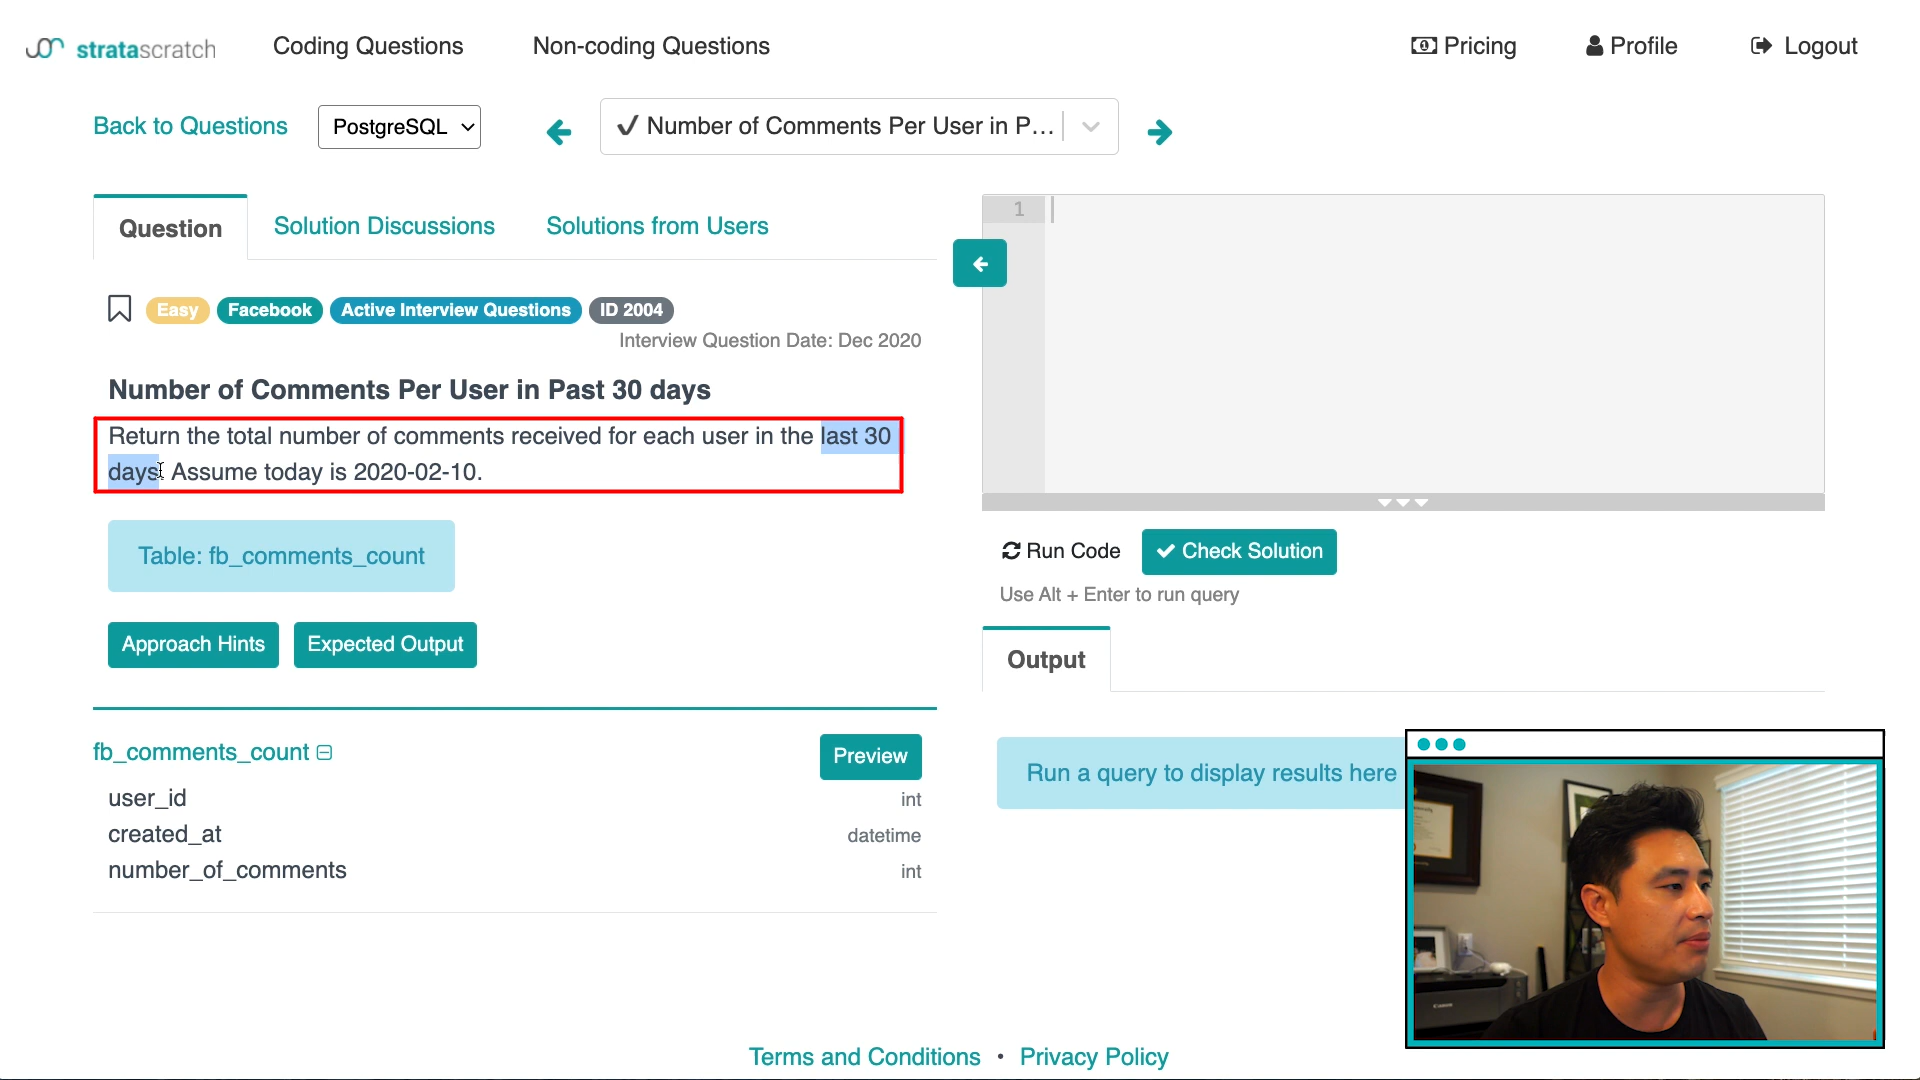 stratascratch
Coding Questions
Non-coding Questions
Pricing
Profile
Logout
Back to Questions
PostgreSQL
Number of Comments Per User in P...
Question
Solution Discussions
Solutions from Users
Easy
Facebook
Active Interview Questions
ID 2004
Interview Question Date: Dec 2020
Number of Comments Per User in Past 30 days
Return the total number of comments received for each user in the last 30
days. Assume today is 2020-02-10.
Table: fb_comments_count
Approach Hints
Expected Output
fb_comments_count
Preview
user_id
int
created_at
datetime
number_of_comments
int
1
Run Code
Check Solution
Use Alt + Enter to run query
Output
Run a query to display results here
Canon
Terms and Conditions • Privacy Policy